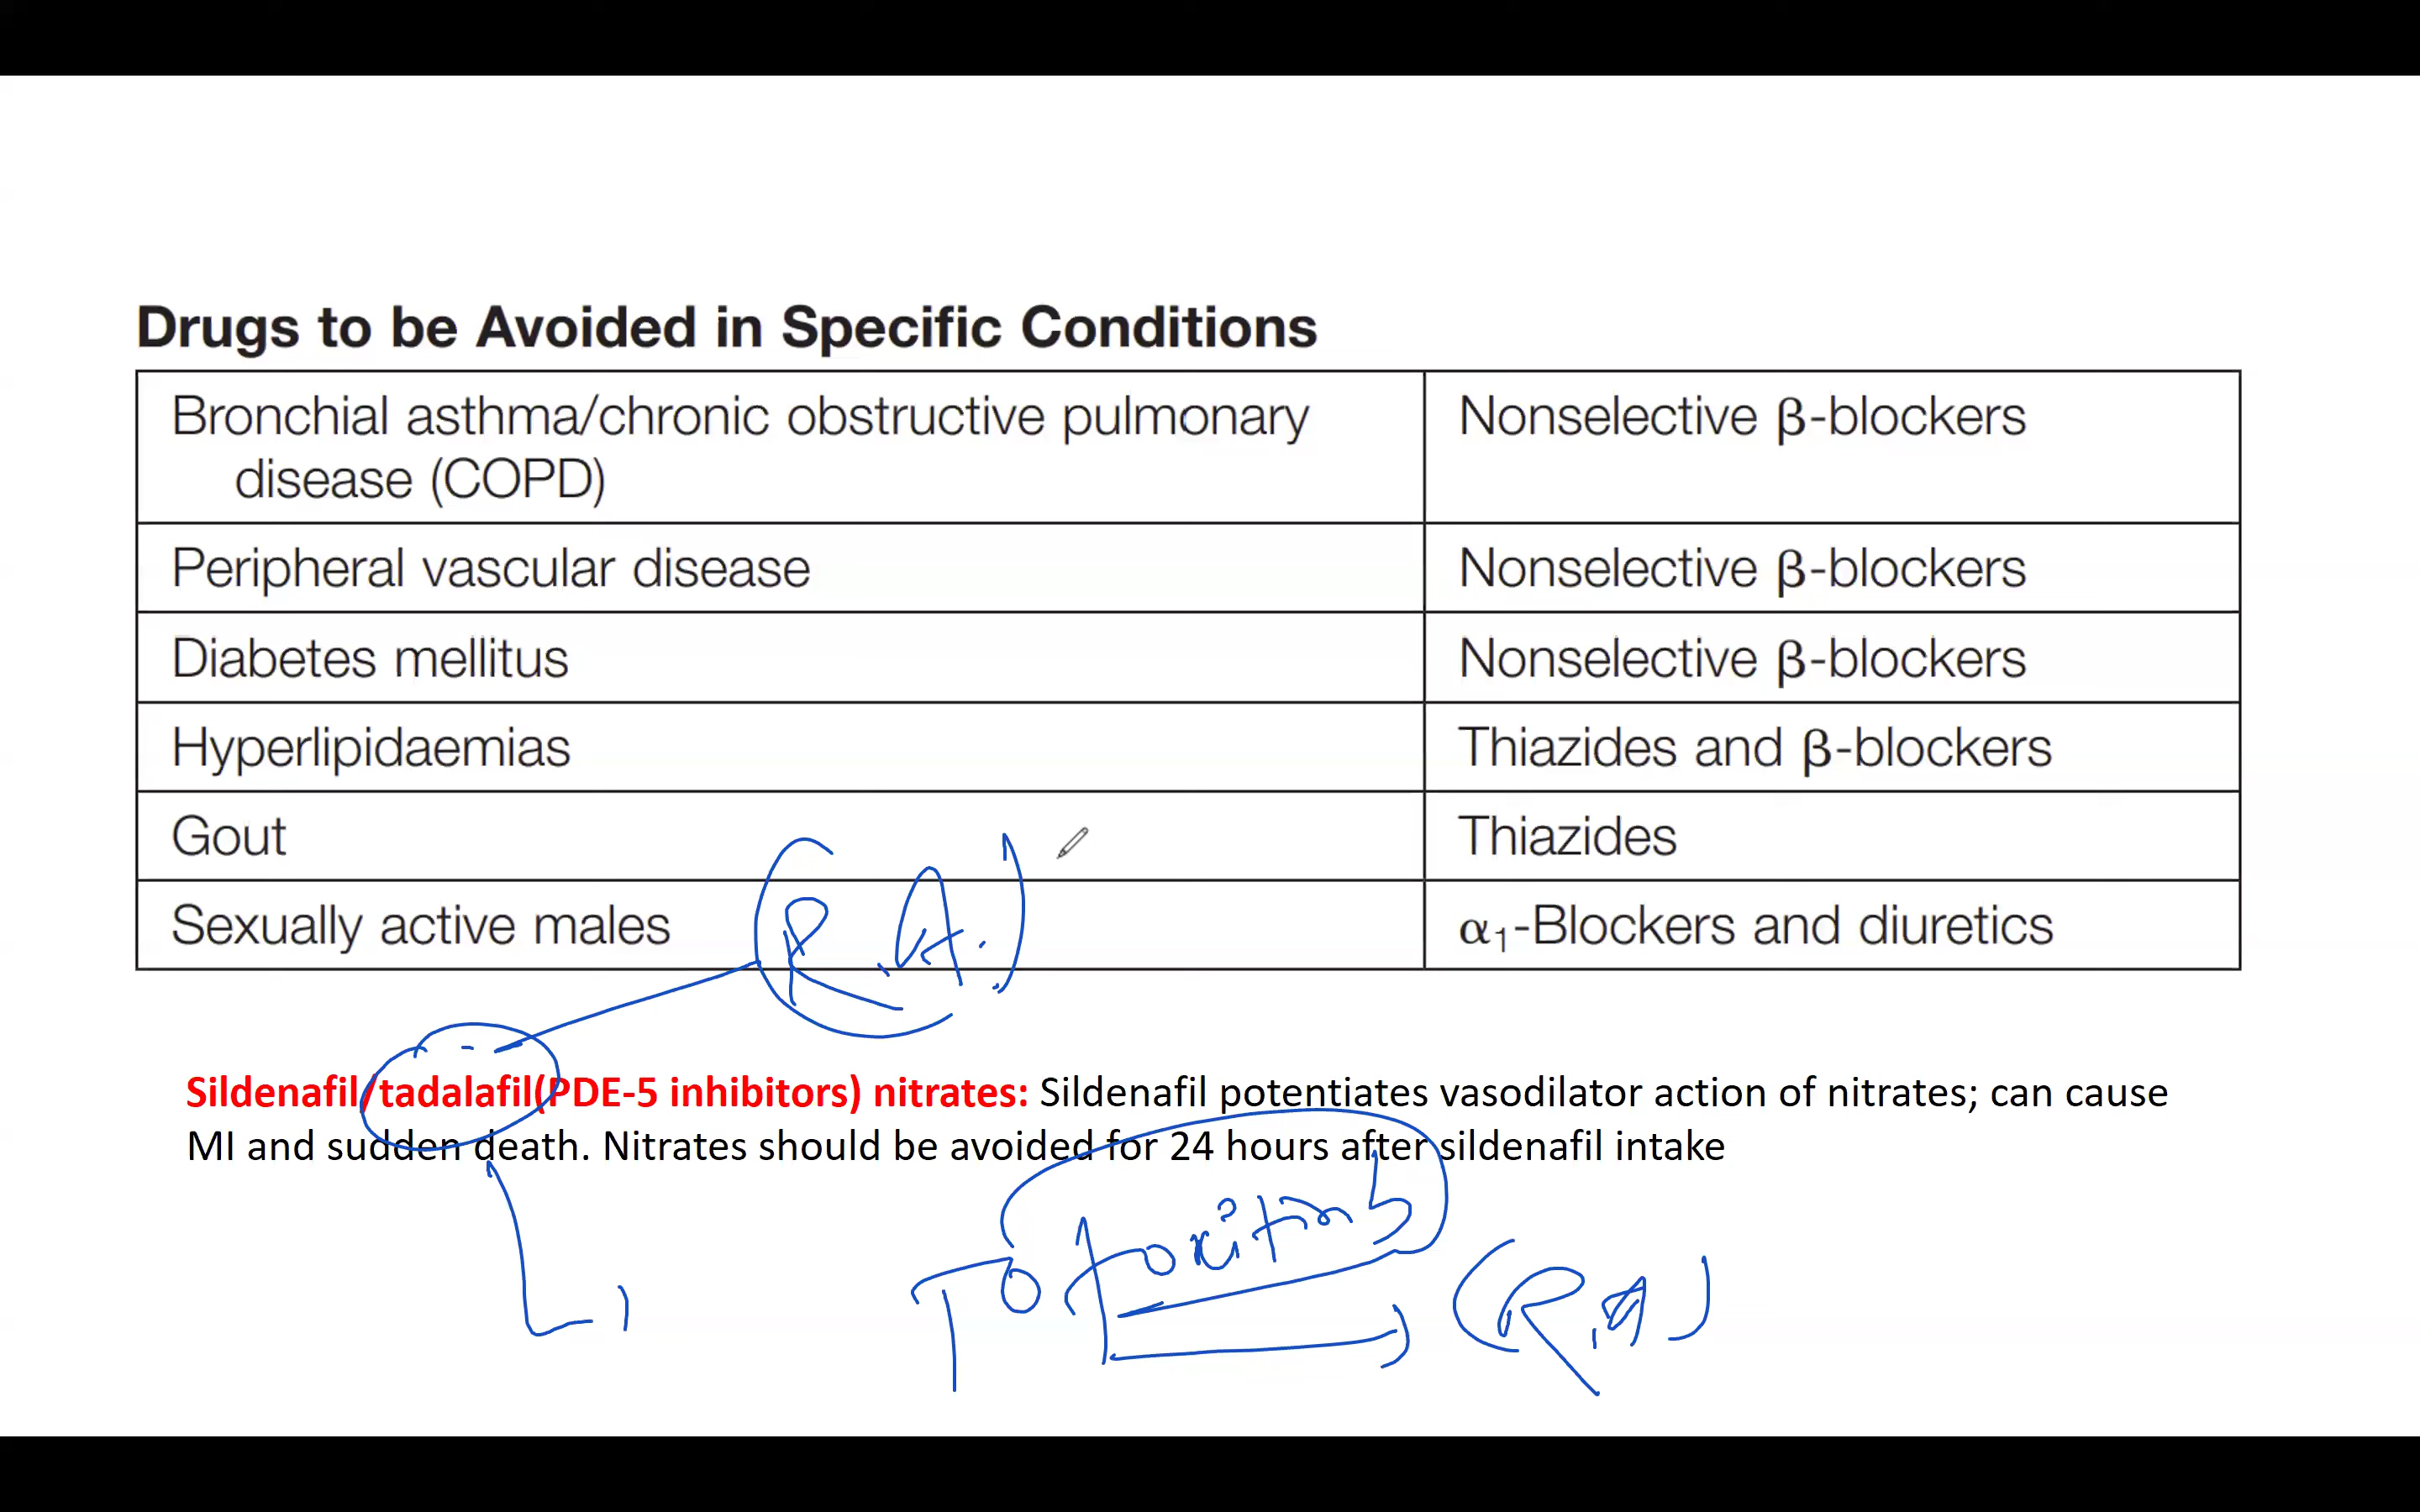 Drugs to be Avoided in Specific Conditions
Bronchial asthma/chronic obstructive pulmonary disease (COPD) Nonselective β-blockers
Peripheral vascular disease Nonselective β-blockers
Diabetes mellitus Nonselective β-blockers
Hyperlipidaemias Thiazides and β-blockers
Gout Thiazides
Sexually active males α₁-Blockers and diuretics
(R.A.)
Sildenafil/tadalafil(PDE-5 inhibitors) nitrates: Sildenafil potentiates vasodilator action of nitrates; can cause
MI and sudden death. Nitrates should be avoided for 24 hours after sildenafil intake
(R.A)